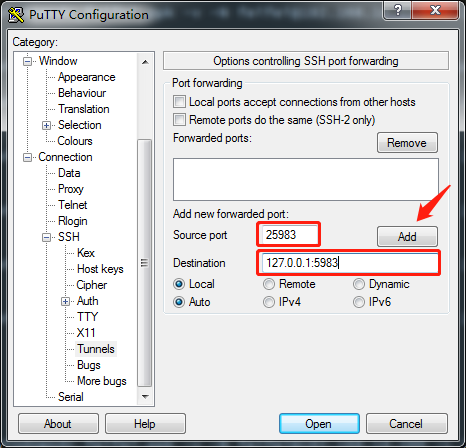 PuTTY Configuration
?
Category:
Window
Appearance
Behaviour
Translation
Selection
Colours
Connection
Data
Proxy
Telnet
Rlogin
SSH
Kex
Host keys
Cipher
Auth
TTY
X11
Tunnels
Bugs
More bugs
Serial
Options controlling SSH port forwarding
Port forwarding
Local ports accept connections from other hosts
Remote ports do the same (SSH-2 only)
Forwarded ports:
Remove
Add new forwarded port:
Source port 25983 Add
Destination 127.0.0.1:5983
Local Remote Dynamic
Auto IPv4 IPv6
About Help Open Cancel